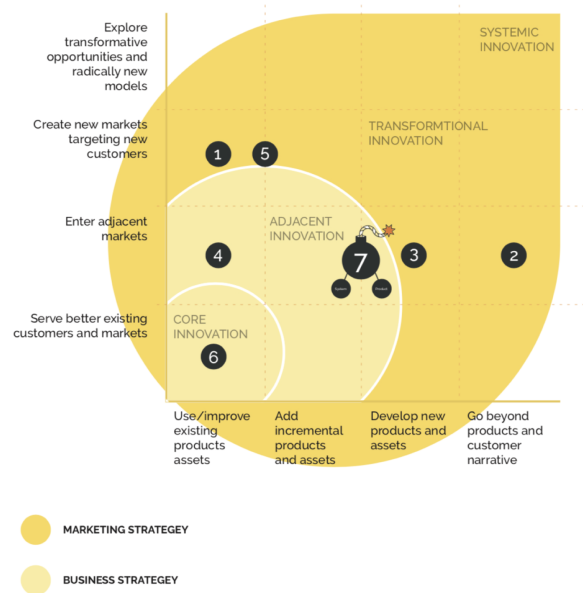 Explore
transformative
opportunities and
radically new
models
SYSTEMIC
INNOVATION
Create new markets
targeting new
customers
TRANSFORMTIONAL
INNOVATION
1
5
Enter adjacent
markets
ADJACENT
INNOVATION
4
7
3
2
System
Product
Serve better existing
customers and markets
CORE
INNOVATION
6
Use/improve
existing
products
assets
Add
incremental
products
and assets
Develop new
products and
assets
Go beyond
products and
customer
narrative
MARKETING STRATEGEY
BUSINESS STRATEGEY